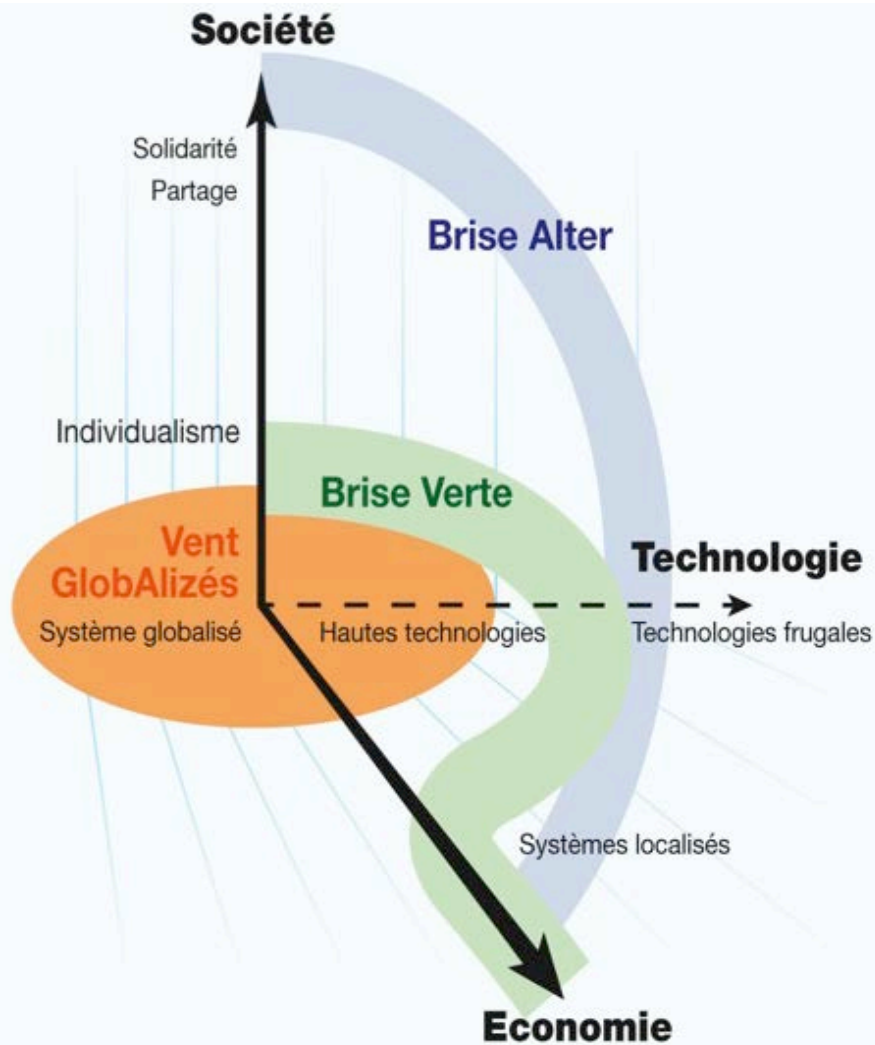 Société
Solidarité
Partage
Brise Alter
Individualisme
Brise Verte
Vent
GlobAlizés
Technologie
Système globalisé
Hautes technologies
Technologies frugales
Systèmes localisés
Economie